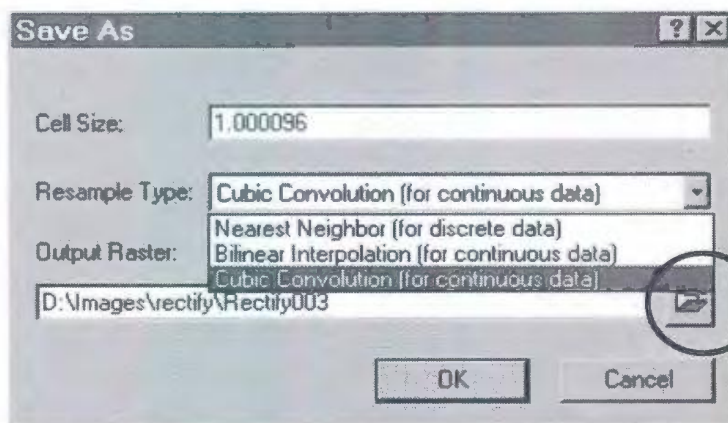 Save As
? X
Cell Size: 1.000096
Resample Type: Cubic Convolution (for continuous data)
Nearest Neighbor (for discrete data)
Output Raster: Bilinear Interpolation (for continuous data)
Cubic Convolution (for continuous data)
D:\Images\rectify\Rectify003
OK Cancel